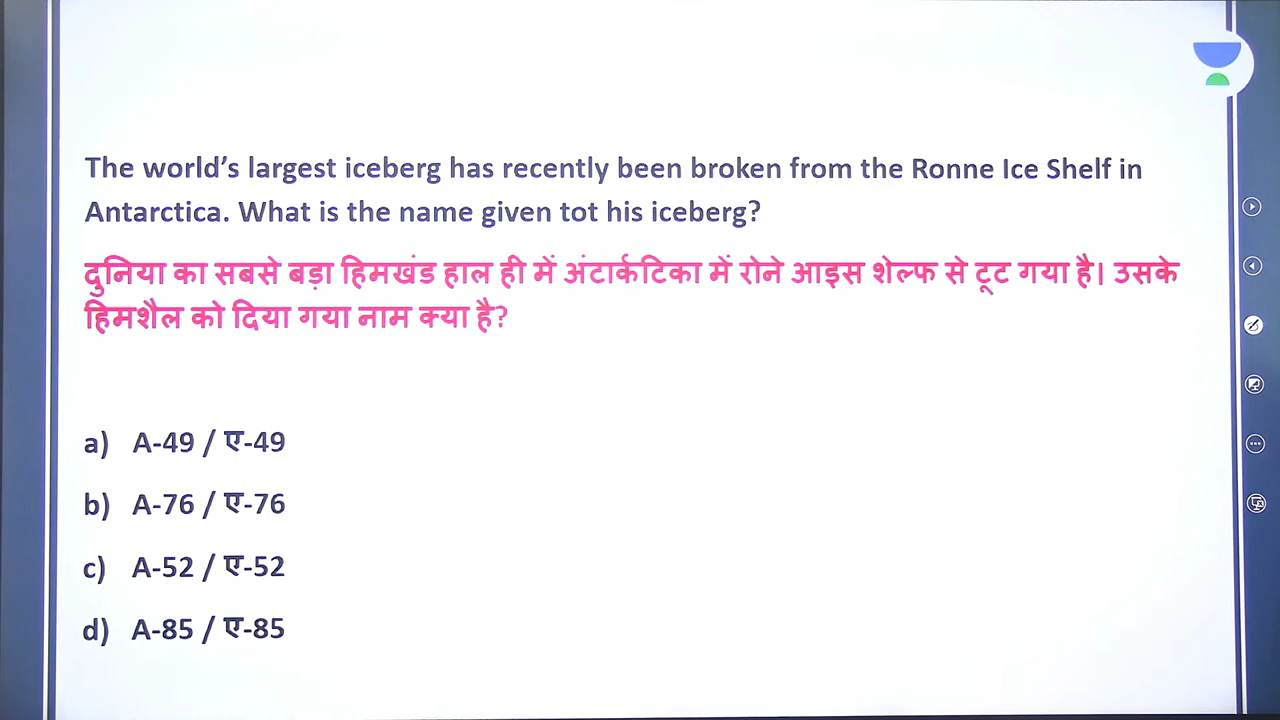 The world's largest iceberg has recently been broken from the Ronne Ice Shelf in
Antarctica. What is the name given tot his iceberg?
दुनिया का सबसे बड़ा हिमखंड हाल ही में अंटार्कटिका में रोने आइस शेल्फ से टूट गया है। उसके
हिमशैल को दिया गया नाम क्या है?
a) A-49 / ए-49
b) A-76 / ए-76
c) A-52 / ए-52
d) A-85 / ए-85